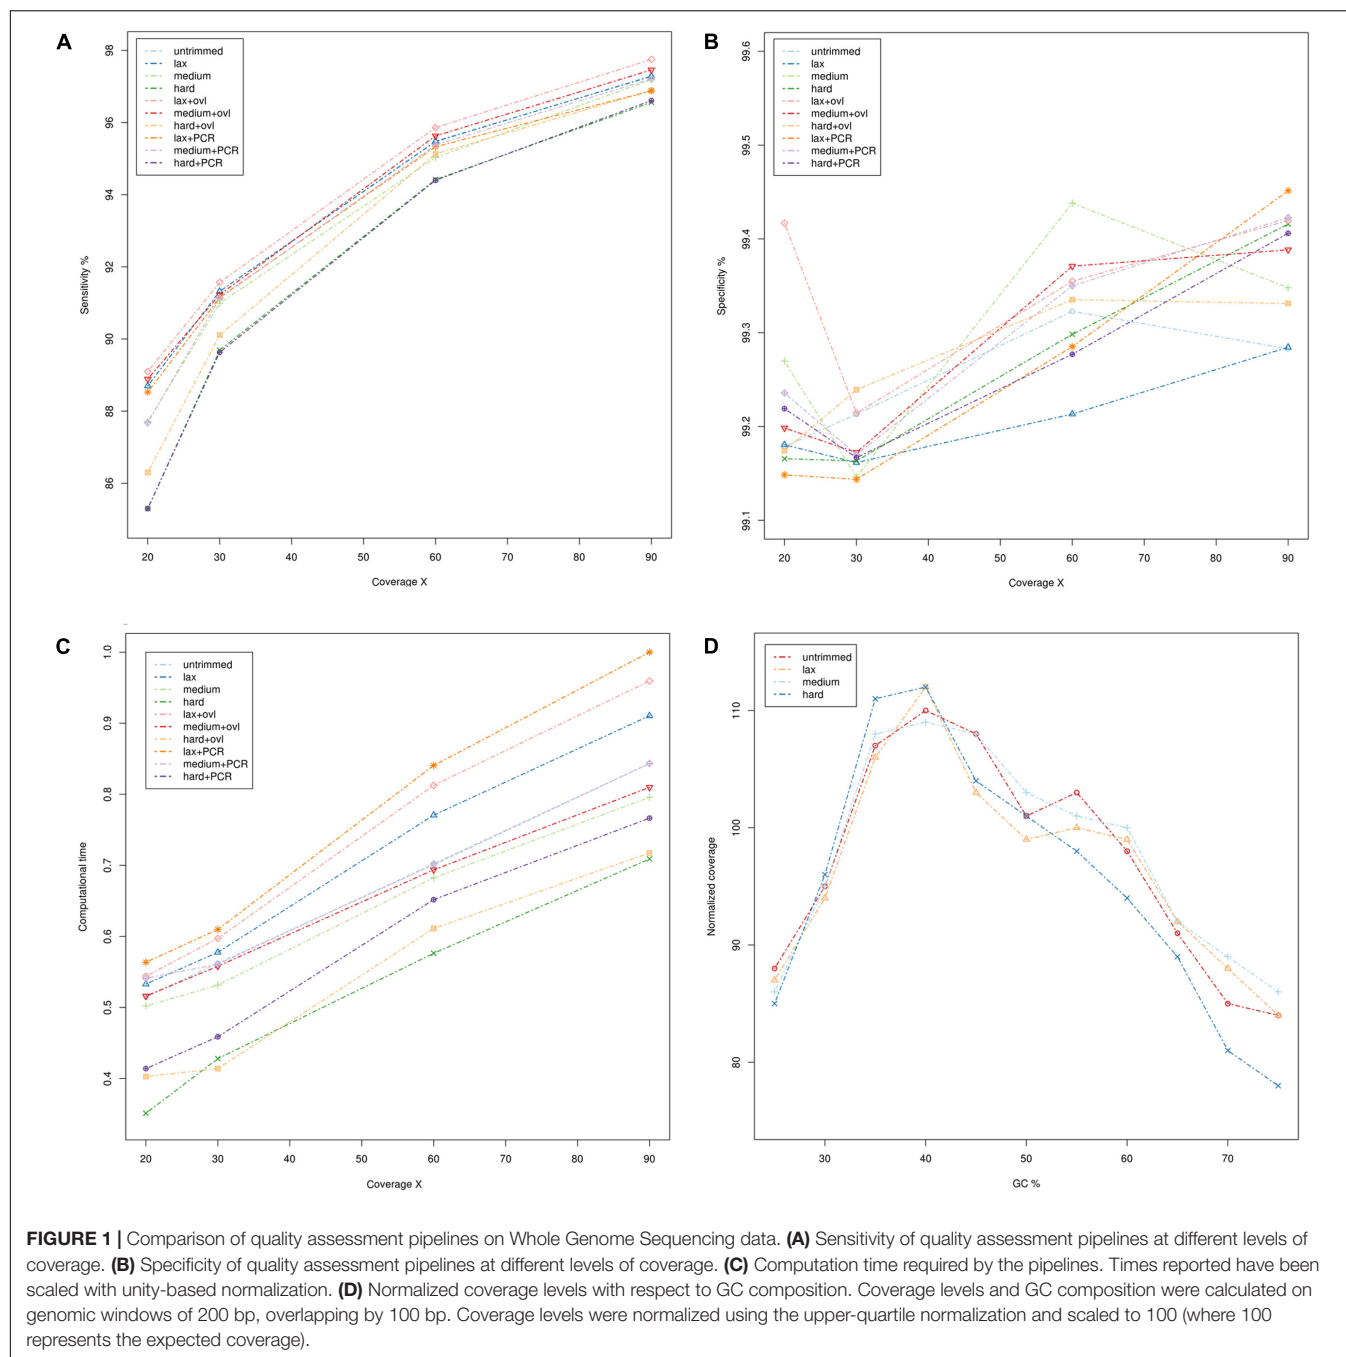 A
untrimmed
lax
medium
hard
lax+ovl
medium+ovl
hard+ovl
lax+PCR
medium+PCR
hard+PCR
Sensitivity %
98
96
94
92
90
88
86
20 30 40 50 60 70 80 90
Coverage X
B
untrimmed
lax
medium
hard
lax+ovl
medium+ovl
hard+ovl
lax+PCR
medium+PCR
hard+PCR
Specificity %
99.6
99.5
99.4
99.3
99.2
99.1
20 30 40 50 60 70 80 90
Coverage X
C
untrimmed
lax
medium
hard
lax+ovl
medium+ovl
hard+ovl
lax+PCR
medium+PCR
hard+PCR
Computational time
1.0
0.9
0.8
0.7
0.6
0.5
0.4
20 30 40 50 60 70 80 90
Coverage X
D
untrimmed
lax
medium
hard
Normalized coverage
110
100
90
80
30 40 50 60 70
GC %
FIGURE 1 | Comparison of quality assessment pipelines on Whole Genome Sequencing data. (A) Sensitivity of quality assessment pipelines at different levels of
coverage. (B) Specificity of quality assessment pipelines at different levels of coverage. (C) Computation time required by the pipelines. Times reported have been
scaled with unity-based normalization. (D) Normalized coverage levels with respect to GC composition. Coverage levels and GC composition were calculated on
genomic windows of 200 bp, overlapping by 100 bp. Coverage levels were normalized using the upper-quartile normalization and scaled to 100 (where 100
represents the expected coverage).